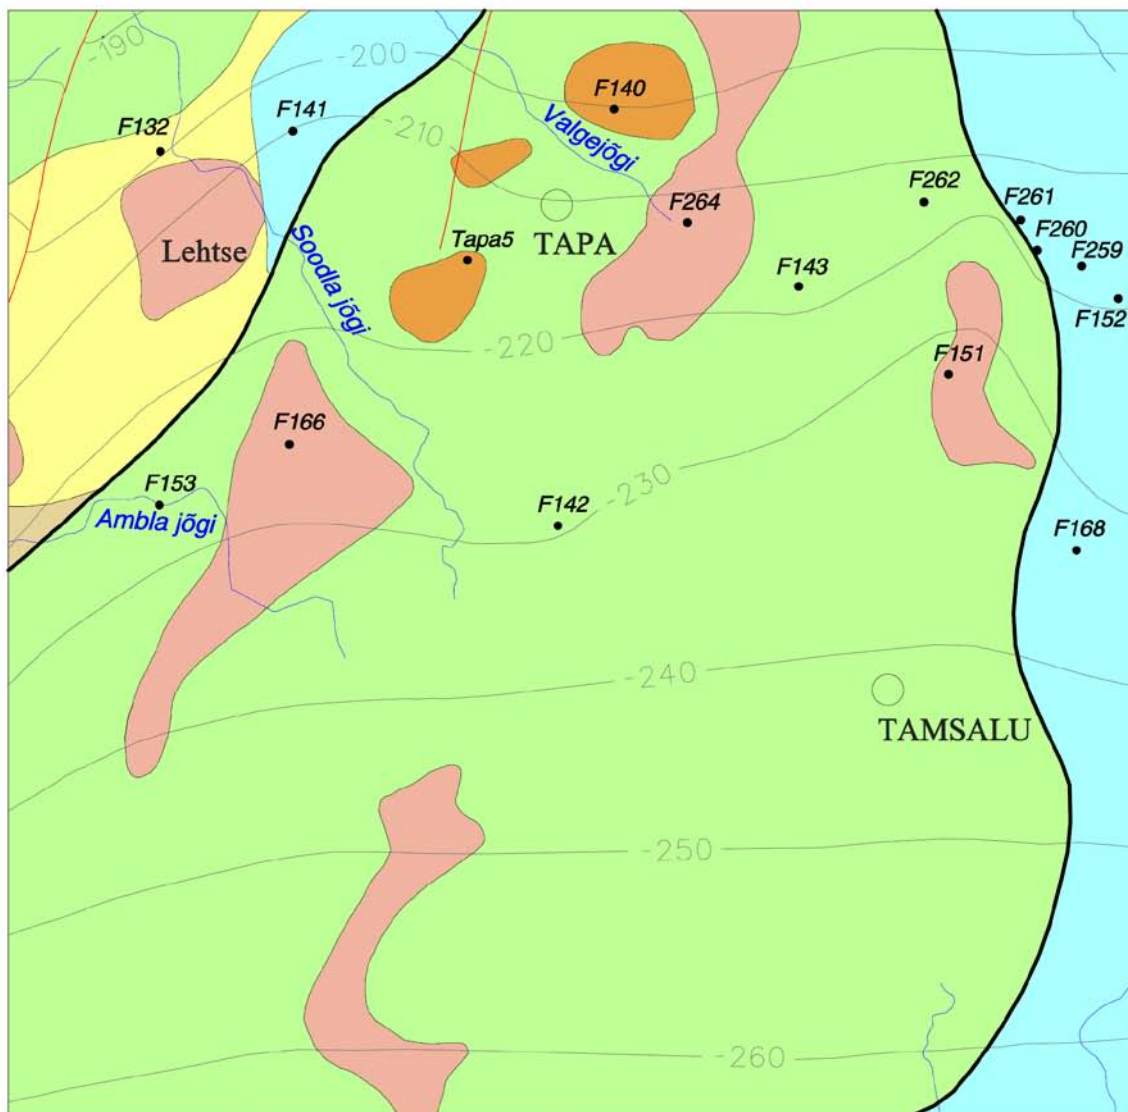 -190
-200
F140
F141
F132
-210
Valgejõgi
F262
F261
F264
F260
Soodla jõgi
Tapa5
TAPA
Lehtse
F259
F143
F152
-220
F151
F166
F153
-230
F142
Ambla jõgi
F168
-240
TAMSALU
-250
-260